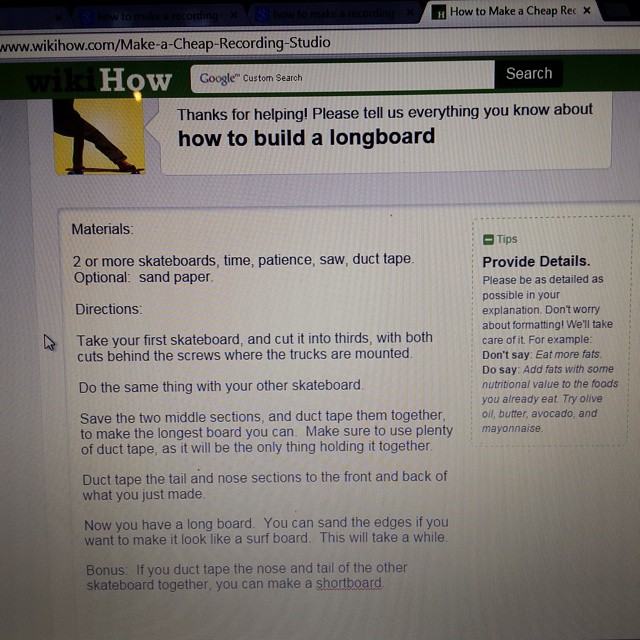 how to make a recording
how to make a recording
How to Make a Cheap Rec
www.wikihow.com/Make-a-Cheap-Recording-Studio
wikiHow
Google™ Custom Search
Search
Thanks for helping! Please tell us everything you know about
how to build a longboard
Materials:
2 or more skateboards, time, patience, saw, duct tape.
Optional: sand paper.
Directions:
Take your first skateboard, and cut it into thirds, with both
cuts behind the screws where the trucks are mounted.
Do the same thing with your other skateboard.
Save the two middle sections, and duct tape them together,
to make the longest board you can. Make sure to use plenty
of duct tape, as it will be the only thing holding it together.
Duct tape the tail and nose sections to the front and back of
what you just made.
Now you have a long board. You can sand the edges if you
want to make it look like a surf board. This will take a while.
Bonus: If you duct tape the nose and tail of the other
skateboard together, you can make a shortboard.
Tips
Provide Details.
Please be as detailed as
possible in your
explanation. Don't worry
about formatting! We'll take
care of it. For example:
Don't say: Eat more fats.
Do say: Add fats with some
nutritional value to the foods
you already eat. Try olive
oil, butter, avocado, and
mayonnaise.